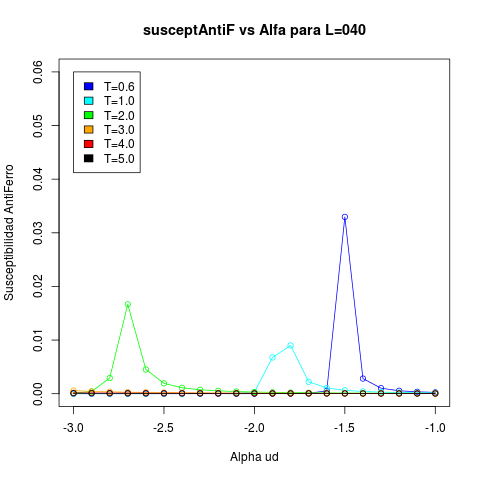 susceptAntiF vs Alfa para L=040
Susceptibilidad AntiFerro
0.06
0.05
0.04
0.03
0.02
0.01
0.00
T=0.6
T=1.0
T=2.0
T=3.0
T=4.0
T=5.0
-3.0 -2.5 -2.0 -1.5 -1.0
Alpha ud